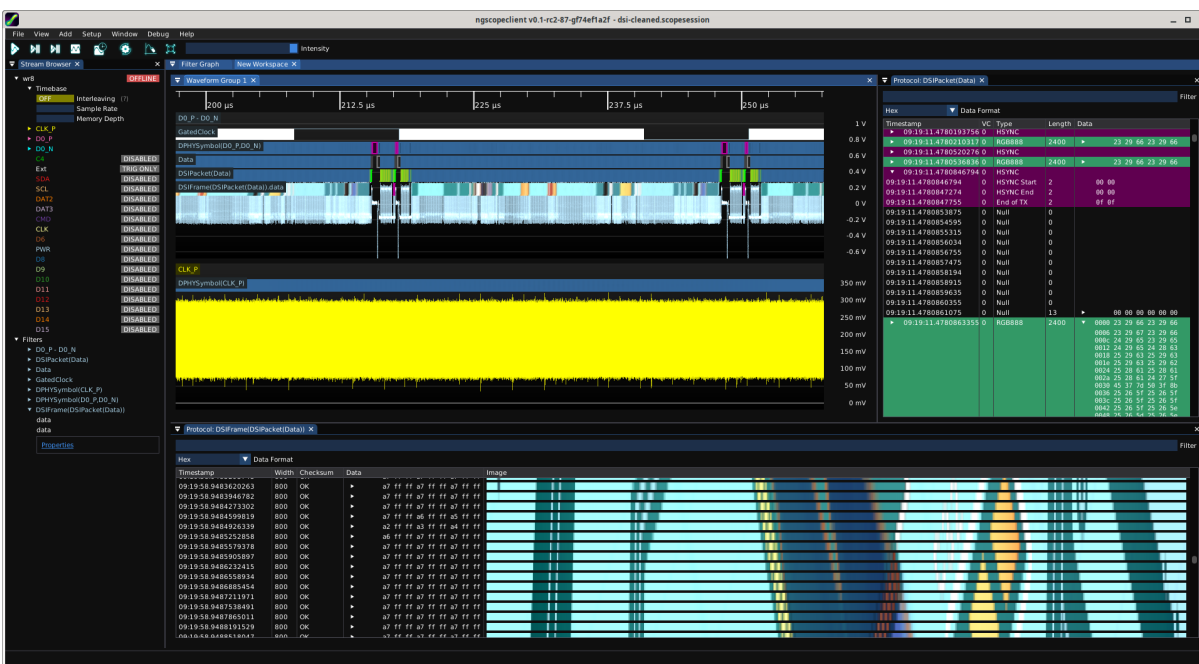 ngscopeclient v0.1-rc2-87-gf74ef1a2f - dsi-cleaned.scopesession
File View Add Setup Window Debug Help
Intensity
Stream Browser
wr8 OFFLINE
Timebase
OFF Interleaving (?)
Sample Rate
Memory Depth
CLK_P
D0_P
D0_N
C4 DISABLED
Ext TRIG ONLY
SDA DISABLED
SCL DISABLED
DAT2 DISABLED
DAT3 DISABLED
CMD DISABLED
CLK DISABLED
D6 DISABLED
PWR DISABLED
D8 DISABLED
D9 DISABLED
D10 DISABLED
D11 DISABLED
D12 DISABLED
D13 DISABLED
D14 DISABLED
D15 DISABLED
Filters
D0_P - D0_N
DSIPacket(Data)
Data
GatedClock
DPHYSymbol(CLK_P)
DPHYSymbol(D0_P,D0_N)
DSIFrame(DSIPacket(Data))
data
data
Properties
Filter Graph New Workspace
Waveform Group 1
200 µs 212.5 µs 225 µs 237.5 µs 250 µs
D0_P - D0_N
GatedClock
DPHYSymbol(D0_P,D0_N)
Data
DSIPacket(Data)
DSIFrame(DSIPacket(Data)).data
1 V
0.8 V
0.6 V
0.4 V
0.2 V
0 V
-0.2 V
-0.4 V
-0.6 V
CLK_P
DPHYSymbol(CLK_P)
350 mV
300 mV
250 mV
200 mV
150 mV
100 mV
50 mV
0 mV
Protocol: DSIPacket(Data)
Filter
Hex Data Format
Timestamp VC Type Length Data
09:19:11.4780193756 0 HSYNC
09:19:11.4780210317 0 RGB888 2400 23 29 66 23 29 66
09:19:11.4780520276 0 HSYNC
09:19:11.4780536836 0 RGB888 2400 23 29 66 23 29 66
09:19:11.4780846794 0 HSYNC
09:19:11.4780846794 0 HSYNC Start 2 00 00
09:19:11.4780847274 0 HSYNC End 2 00 00
09:19:11.4780847755 0 End of TX 2 0f 0f
09:19:11.4780853875 0 Null
09:19:11.4780854595 0 Null
09:19:11.4780855315 0 Null
09:19:11.4780856034 0 Null
09:19:11.4780856755 0 Null
09:19:11.4780857475 0 Null
09:19:11.4780858194 0 Null
09:19:11.4780858915 0 Null
09:19:11.4780859635 0 Null
09:19:11.4780860355 0 Null
09:19:11.4780861075 0 Null 13 00 00 00 00 00 00
09:19:11.4780863355 0 RGB888 2400 0000 23 29 66 23 29 66
0006 23 29 67 23 29 66
000c 24 29 65 23 29 65
0012 24 29 65 24 28 63
0018 25 29 63 25 29 63
001e 25 29 63 25 29 62
0024 25 28 61 25 28 61
002a 25 28 61 24 27 5f
0030 45 37 7d 50 3f 8b
0036 25 26 5f 25 26 5f
003c 25 26 5f 25 26 5f
0042 25 26 5f 25 26 5e
0048 25 26 5d 25 26 5e
Protocol: DSIFrame(DSIPacket(Data))
Filter
Hex Data Format
Timestamp Width Checksum Data Image
09:19:58.9483620263 800 OK a7 ff ff a7 ff ff a7 ff ff
09:19:58.9483946782 800 OK a7 ff ff a7 ff ff a7 ff ff
09:19:58.9484273302 800 OK a7 ff ff a7 ff ff a7 ff ff
09:19:58.9484599819 800 OK a7 ff ff a6 ff ff a5 ff ff
09:19:58.9484926339 800 OK a2 ff ff a3 ff ff a4 ff ff
09:19:58.9485252858 800 OK a6 ff ff a7 ff ff a7 ff ff
09:19:58.9485579378 800 OK a7 ff ff a7 ff ff a7 ff ff
09:19:58.9485905897 800 OK a7 ff ff a7 ff ff a7 ff ff
09:19:58.9486232415 800 OK a7 ff ff a7 ff ff a7 ff ff
09:19:58.9486558934 800 OK a7 ff ff a7 ff ff a7 ff ff
09:19:58.9486885454 800 OK a7 ff ff a7 ff ff a7 ff ff
09:19:58.9487211971 800 OK a7 ff ff a7 ff ff a7 ff ff
09:19:58.9487538491 800 OK a7 ff ff a7 ff ff a7 ff ff
09:19:58.9487865011 800 OK a7 ff ff a7 ff ff a7 ff ff
09:19:58.9488191529 800 OK a7 ff ff a7 ff ff a7 ff ff
09:19:58.9488518047 800 OK a7 ff ff a7 ff ff a7 ff ff